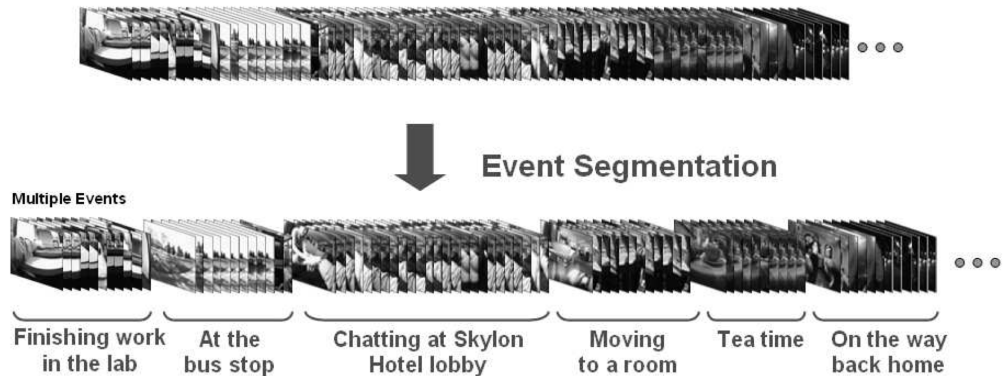 Event Segmentation
Multiple Events
Finishing work
in the lab
At the
bus stop
Chatting at Skylon
Hotel lobby
Moving
to a room
Tea time
On the way
back home